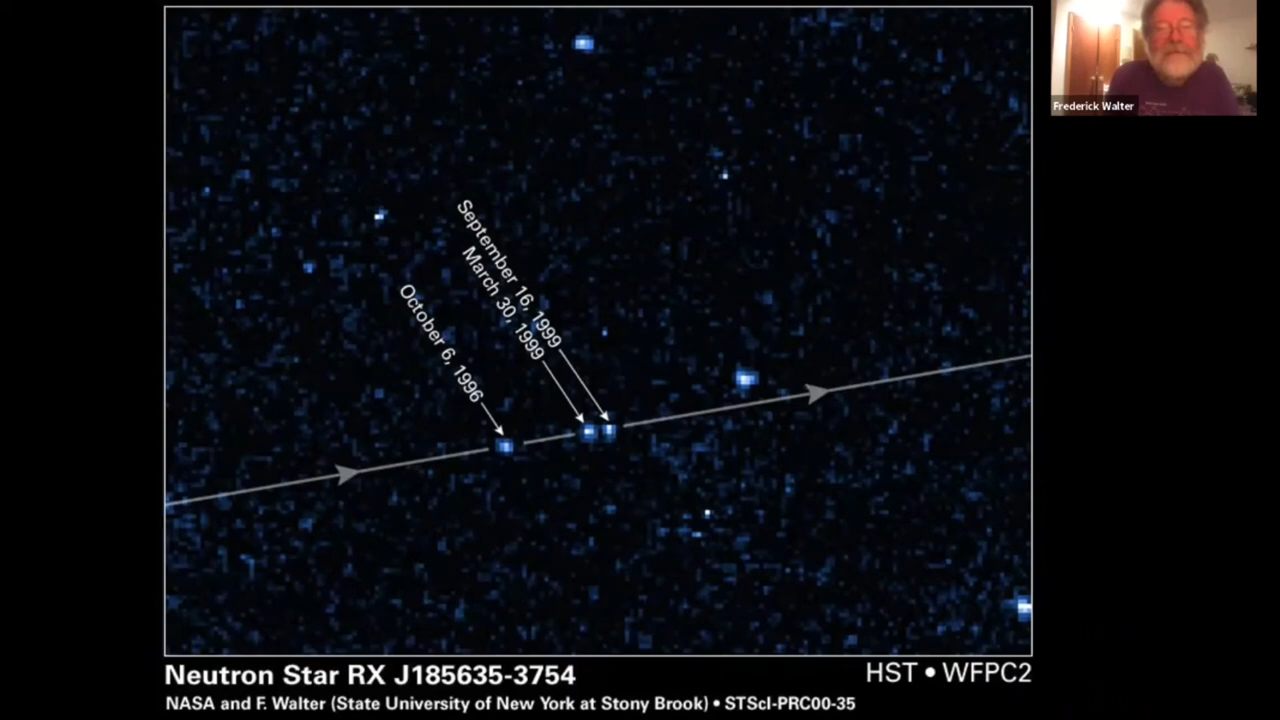 Frederick Walter
September 16, 1999
March 30, 1999
October 6, 1996
Neutron Star RX J185635-3754
HST • WFPC2
NASA and F. Walter (State University of New York at Stony Brook) • STScI-PRC00-35